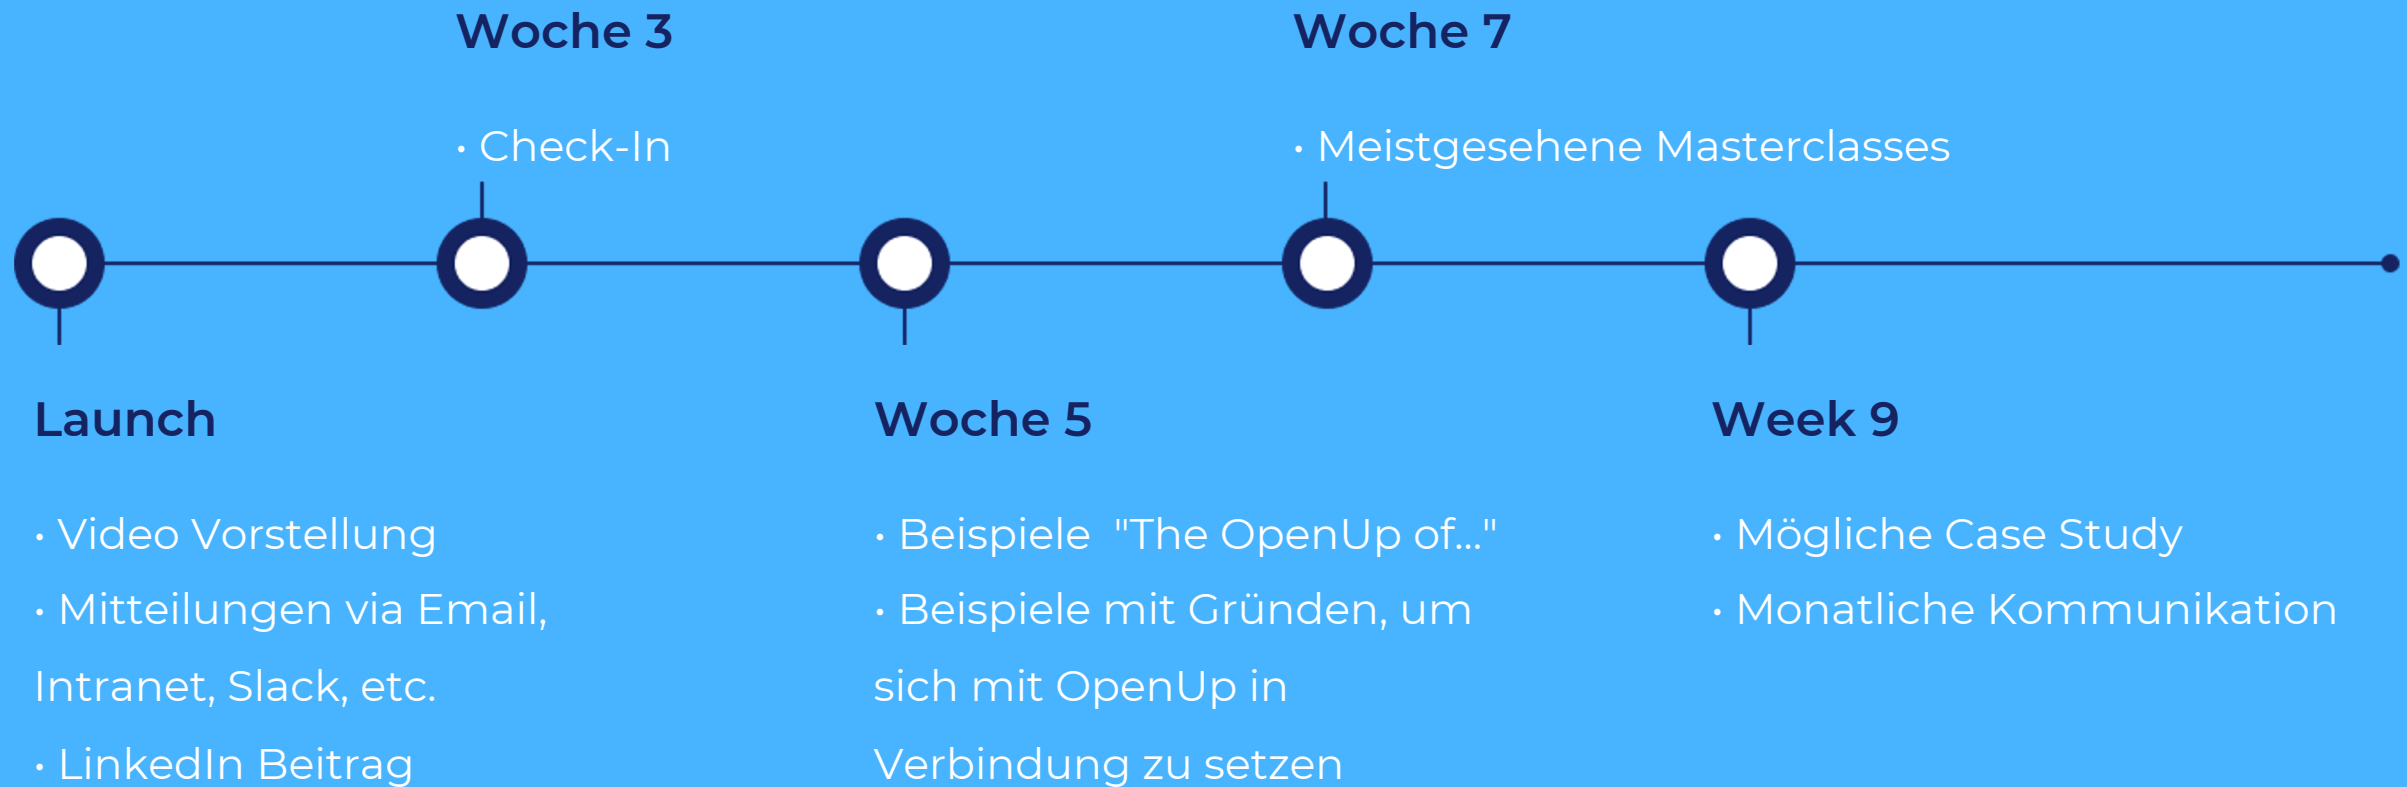 Woche 3
· Check-In
Woche 7
· Meistgesehene Masterclasses
Launch
· Video Vorstellung
· Mitteilungen via Email,
Intranet, Slack, etc.
· LinkedIn Beitrag
Woche 5
· Beispiele  "The OpenUp of..."
· Beispiele mit Gründen, um
sich mit OpenUp in
Verbindung zu setzen
Week 9
· Mögliche Case Study
· Monatliche Kommunikation